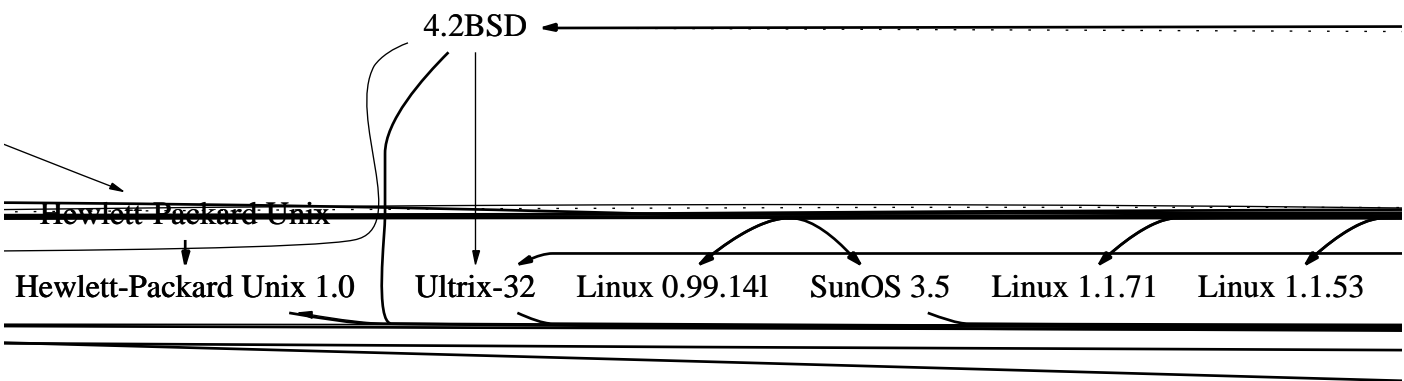 4.2BSD
Hewlett-Packard Unix
Hewlett-Packard Unix 1.0 Ultrix-32 Linux 0.99.14l SunOS 3.5 Linux 1.1.71 Linux 1.1.53